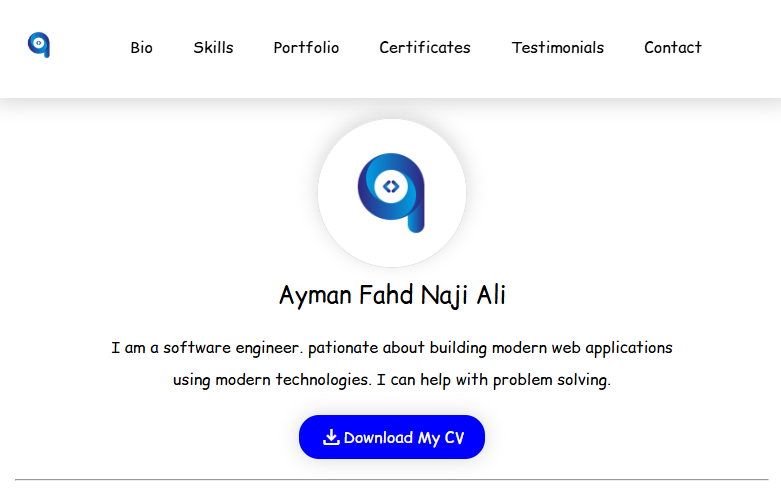 Bio Skills Portfolio Certificates Testimonials Contact
Ayman Fahd Naji Ali
I am a software engineer. pationate about building modern web applications
using modern technologies. I can help with problem solving.
Download My CV